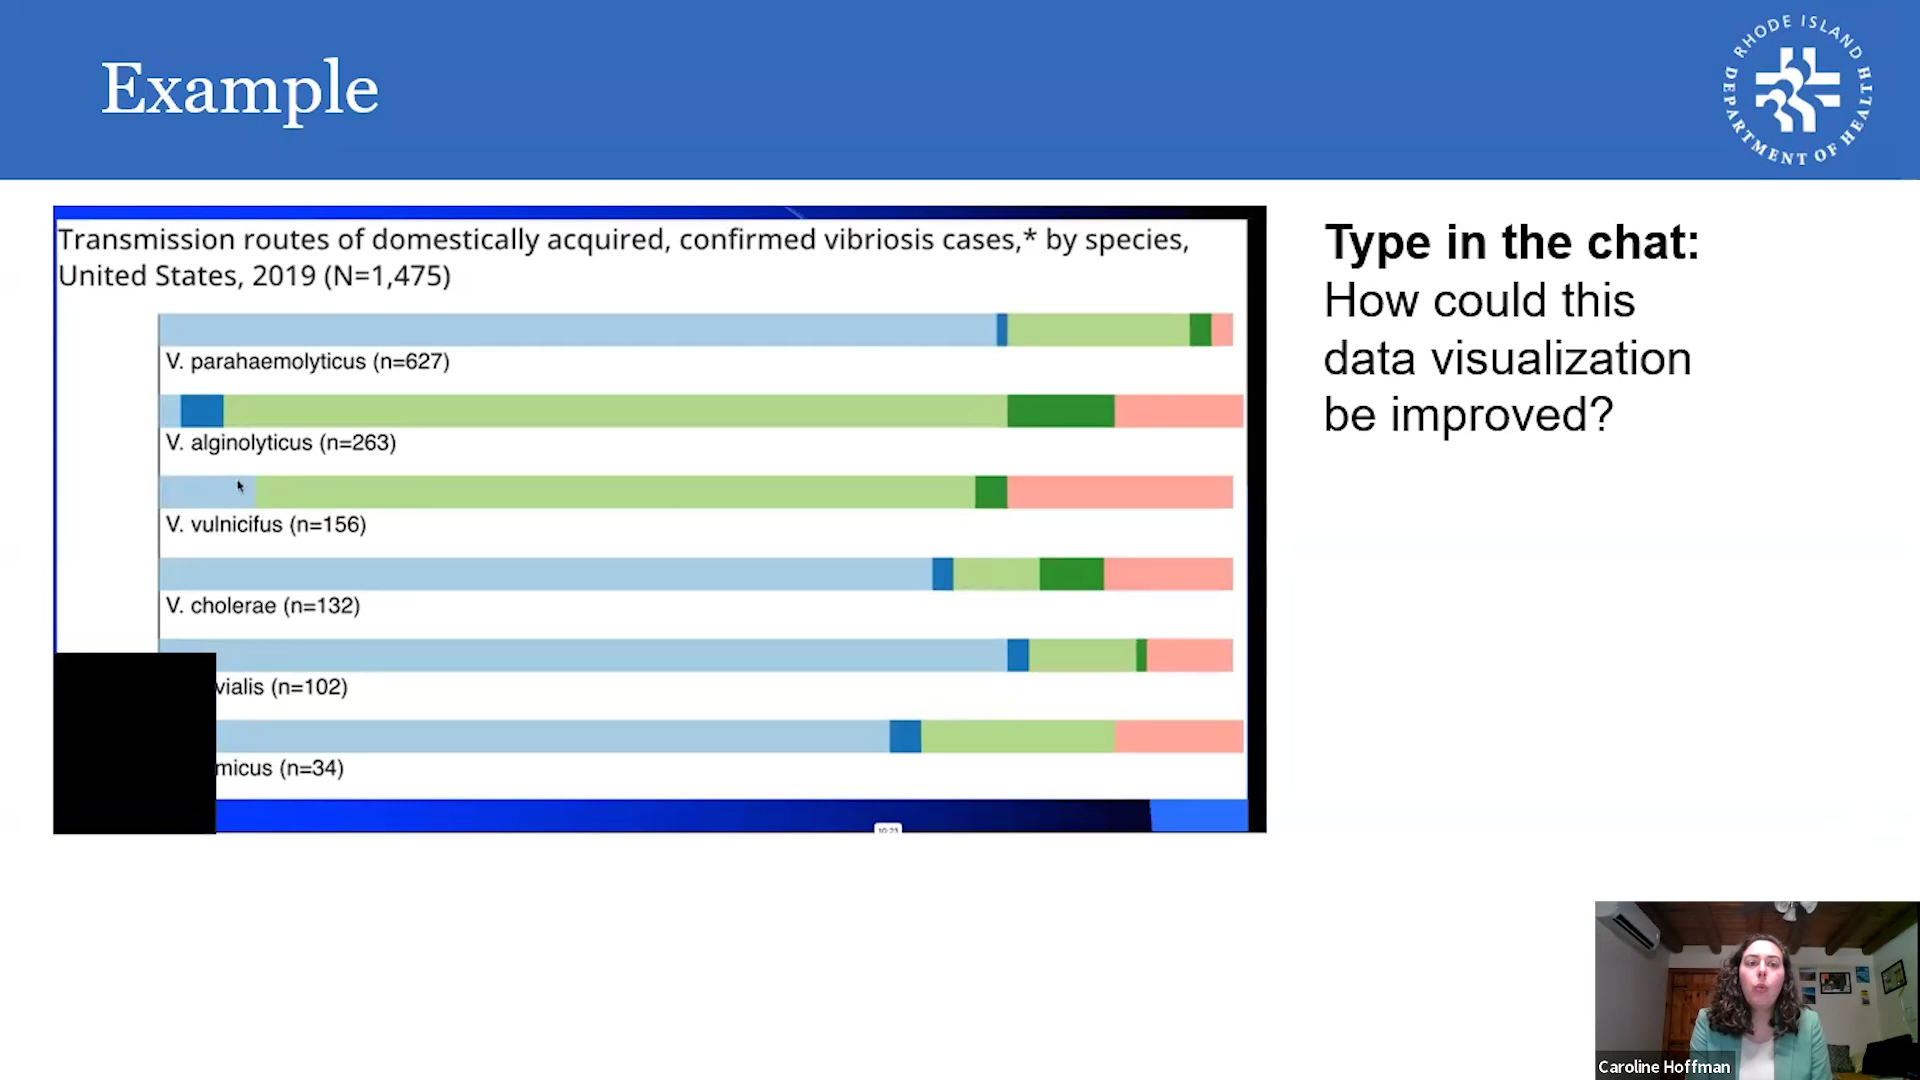 Example
RHODE ISLAND
DEPARTMENT OF HEALTH
Transmission routes of domestically acquired, confirmed vibriosis cases,* by species,
United States, 2019 (N=1,475)
V. parahaemolyticus (n=627)
V. alginolyticus (n=263)
V. vulnicifus (n=156)
V. cholerae (n=132)
vialis (n=102)
micus (n=34)
Type in the chat:
How could this
data visualization
be improved?
Caroline Hoffman